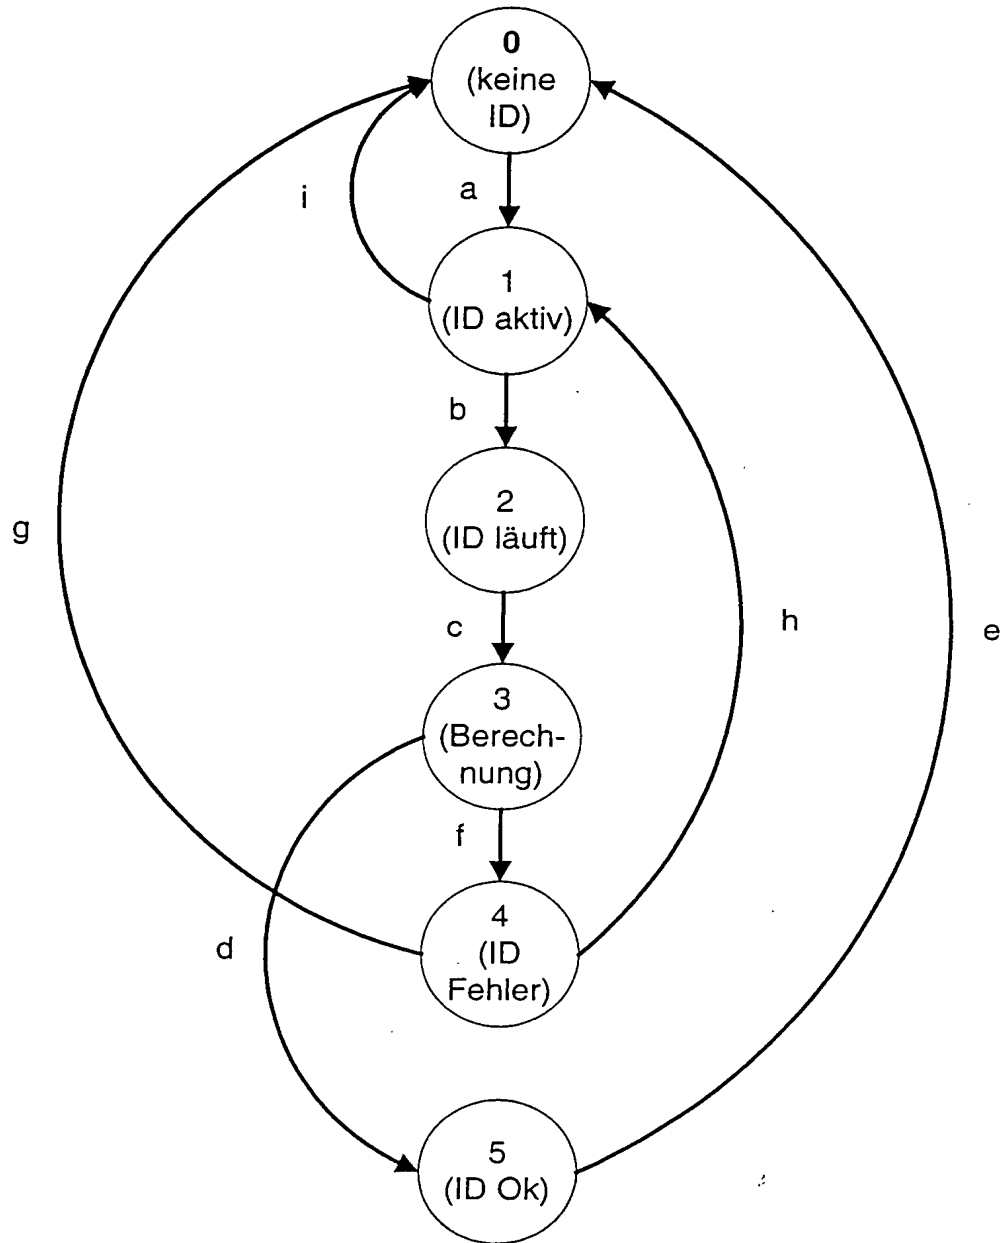 0
(keine
ID)
i
a
1
(ID aktiv)
b
2
(ID läuft)
g
c
h
e
3
(Berech-
nung)
f
4
(ID
Fehler)
d
5
(ID Ok)